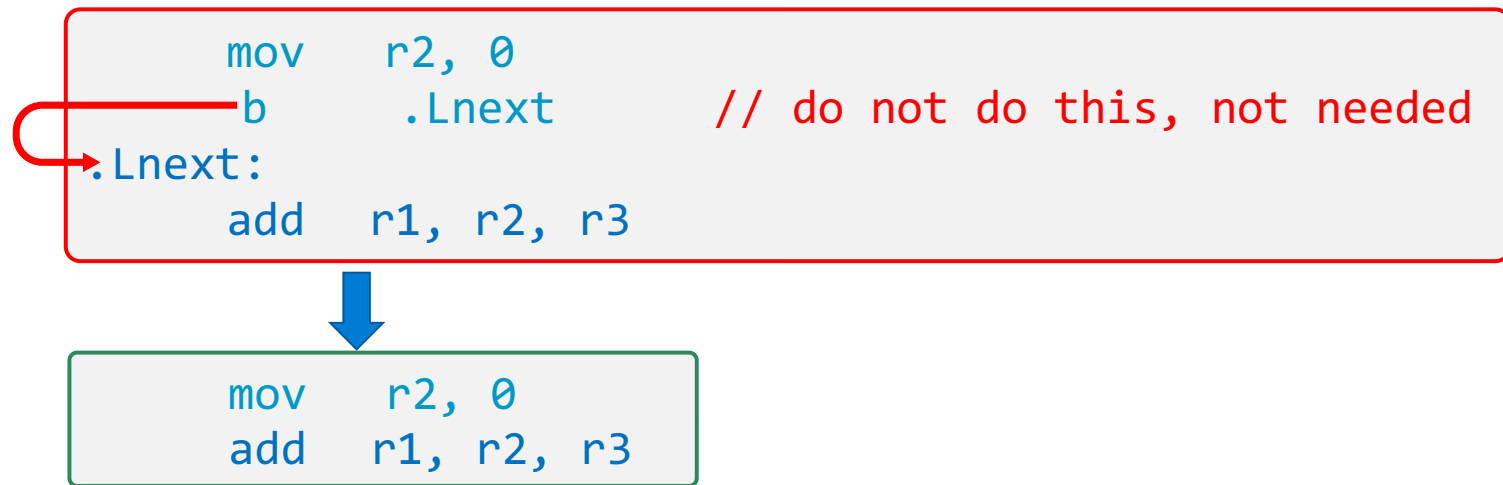 mov r2, 0
b .Lnext // do not do this, not needed
.Lnext:
add r1, r2, r3
mov r2, 0
add r1, r2, r3